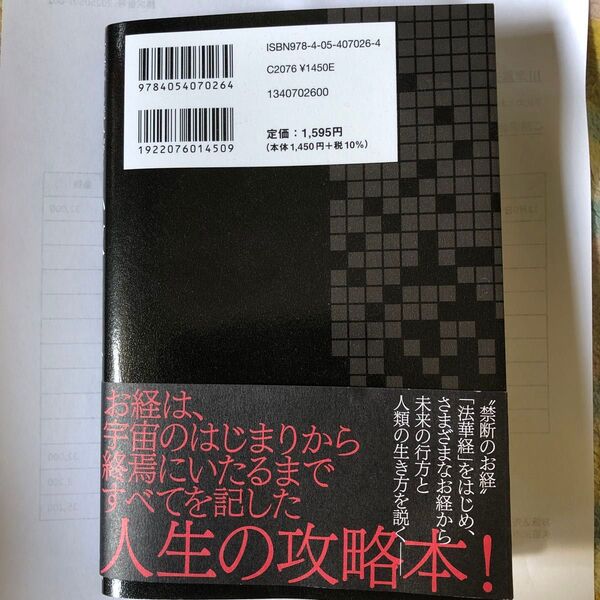 ISBN978-4-05-407026-4
C2076 ¥1450E
1340702600
定価:1,595円
(本体1,450円+税10%)
9784054070264
1922076014509
"禁断のお経"
「法華経」をはじめ、
さまざまなお経から
未来の行方と
人類の生き方を説く——
お経は、
宇宙のはじまりから
終焉にいたるまで
すべてを記した
人生の攻略本!